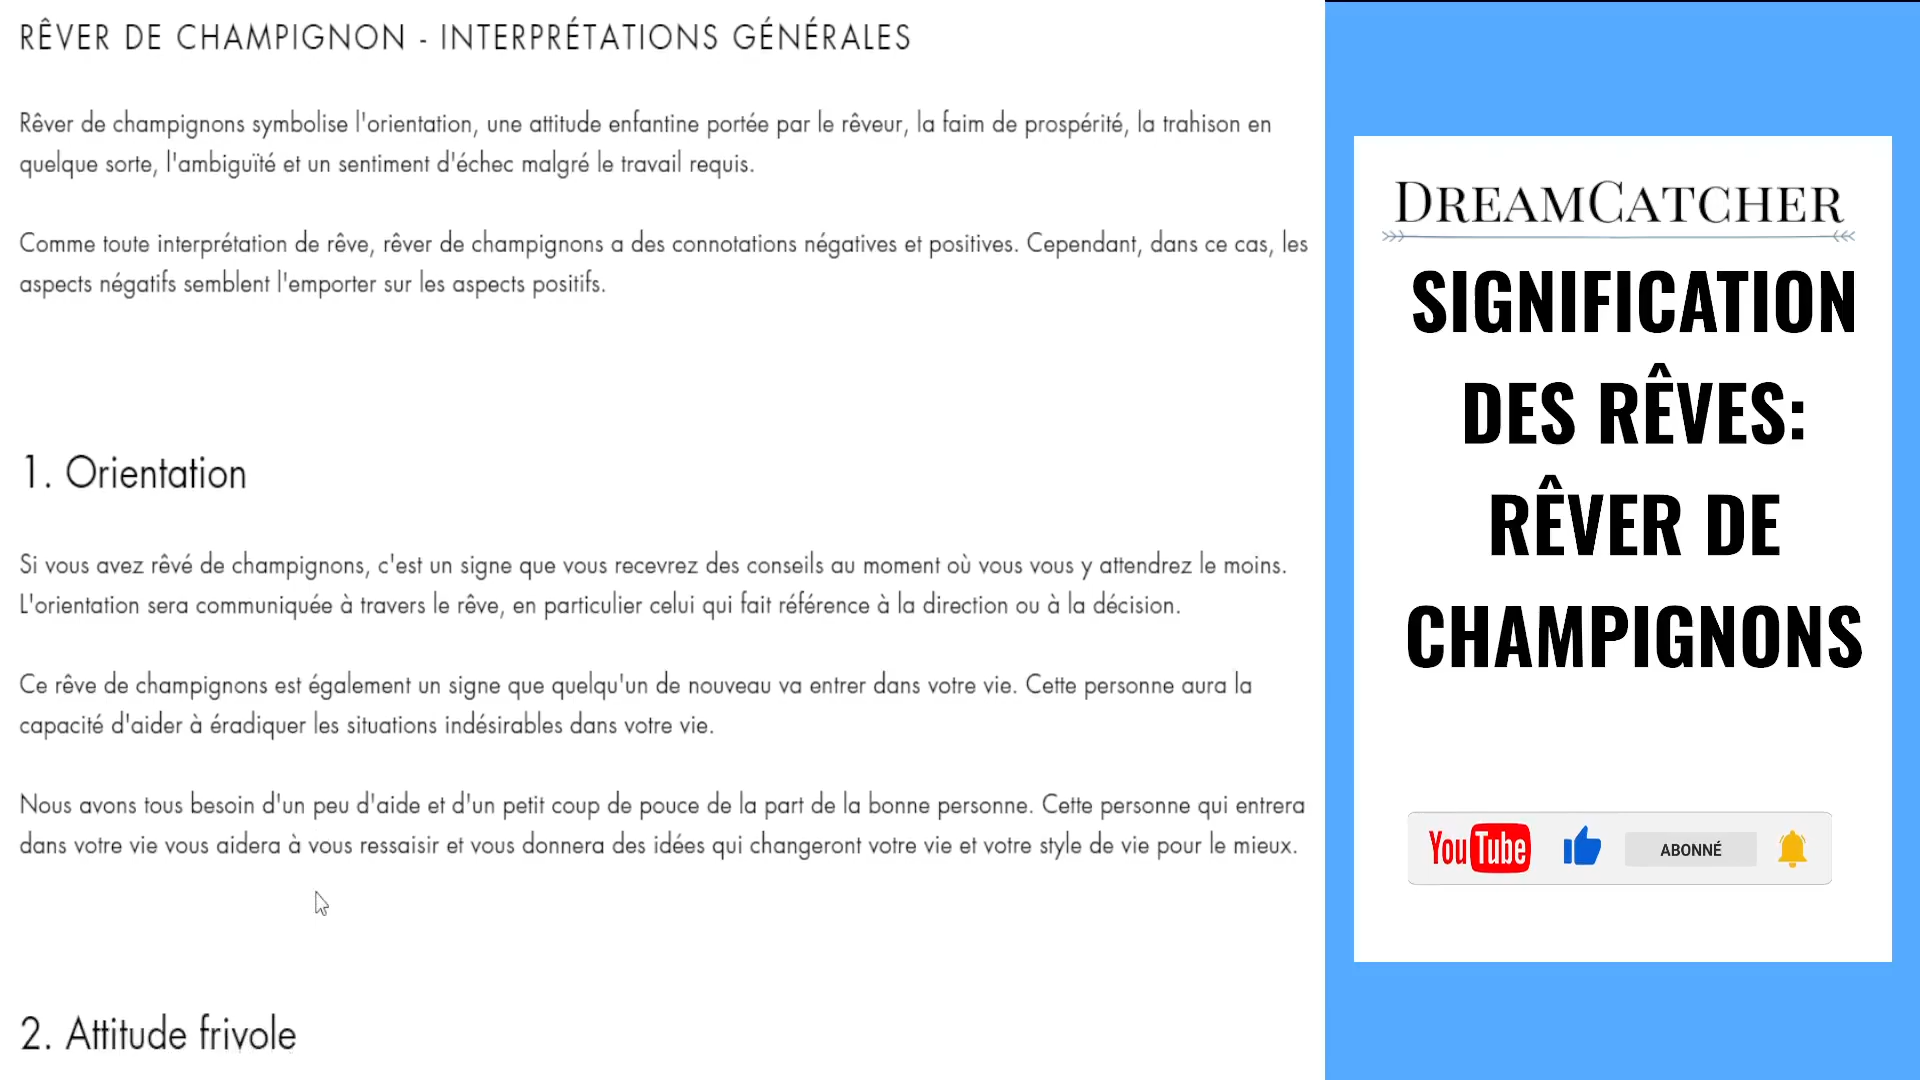 RÊVER DE CHAMPIGNON - INTERPRÉTATIONS GÉNÉRALES
Rêver de champignons symbolise l'orientation, une attitude enfantine portée par le rêveur, la faim de prospérité, la trahison en
quelque sorte, l'ambiguïté et un sentiment d'échec malgré le travail requis.
Comme toute interprétation de rêve, rêver de champignons a des connotations négatives et positives. Cependant, dans ce cas, les
aspects négatifs semblent l'emporter sur les aspects positifs.
1. Orientation
Si vous avez rêvé de champignons, c'est un signe que vous recevrez des conseils au moment où vous vous y attendrez le moins.
L'orientation sera communiquée à travers le rêve, en particulier celui qui fait référence à la direction ou à la décision.
Ce rêve de champignons est également un signe que quelqu'un de nouveau va entrer dans votre vie. Cette personne aura la
capacité d'aider à éradiquer les situations indésirables dans votre vie.
Nous avons tous besoin d'un peu d'aide et d'un petit coup de pouce de la part de la bonne personne. Cette personne qui entrera
dans votre vie vous aidera à vous ressaisir et vous donnera des idées qui changeront votre vie et votre style de vie pour le mieux.
2. Attitude frivole
DREAMCATCHER
SIGNIFICATION
DES RÊVES:
RÊVER DE
CHAMPIGNONS
YouTube
ABONNÉ